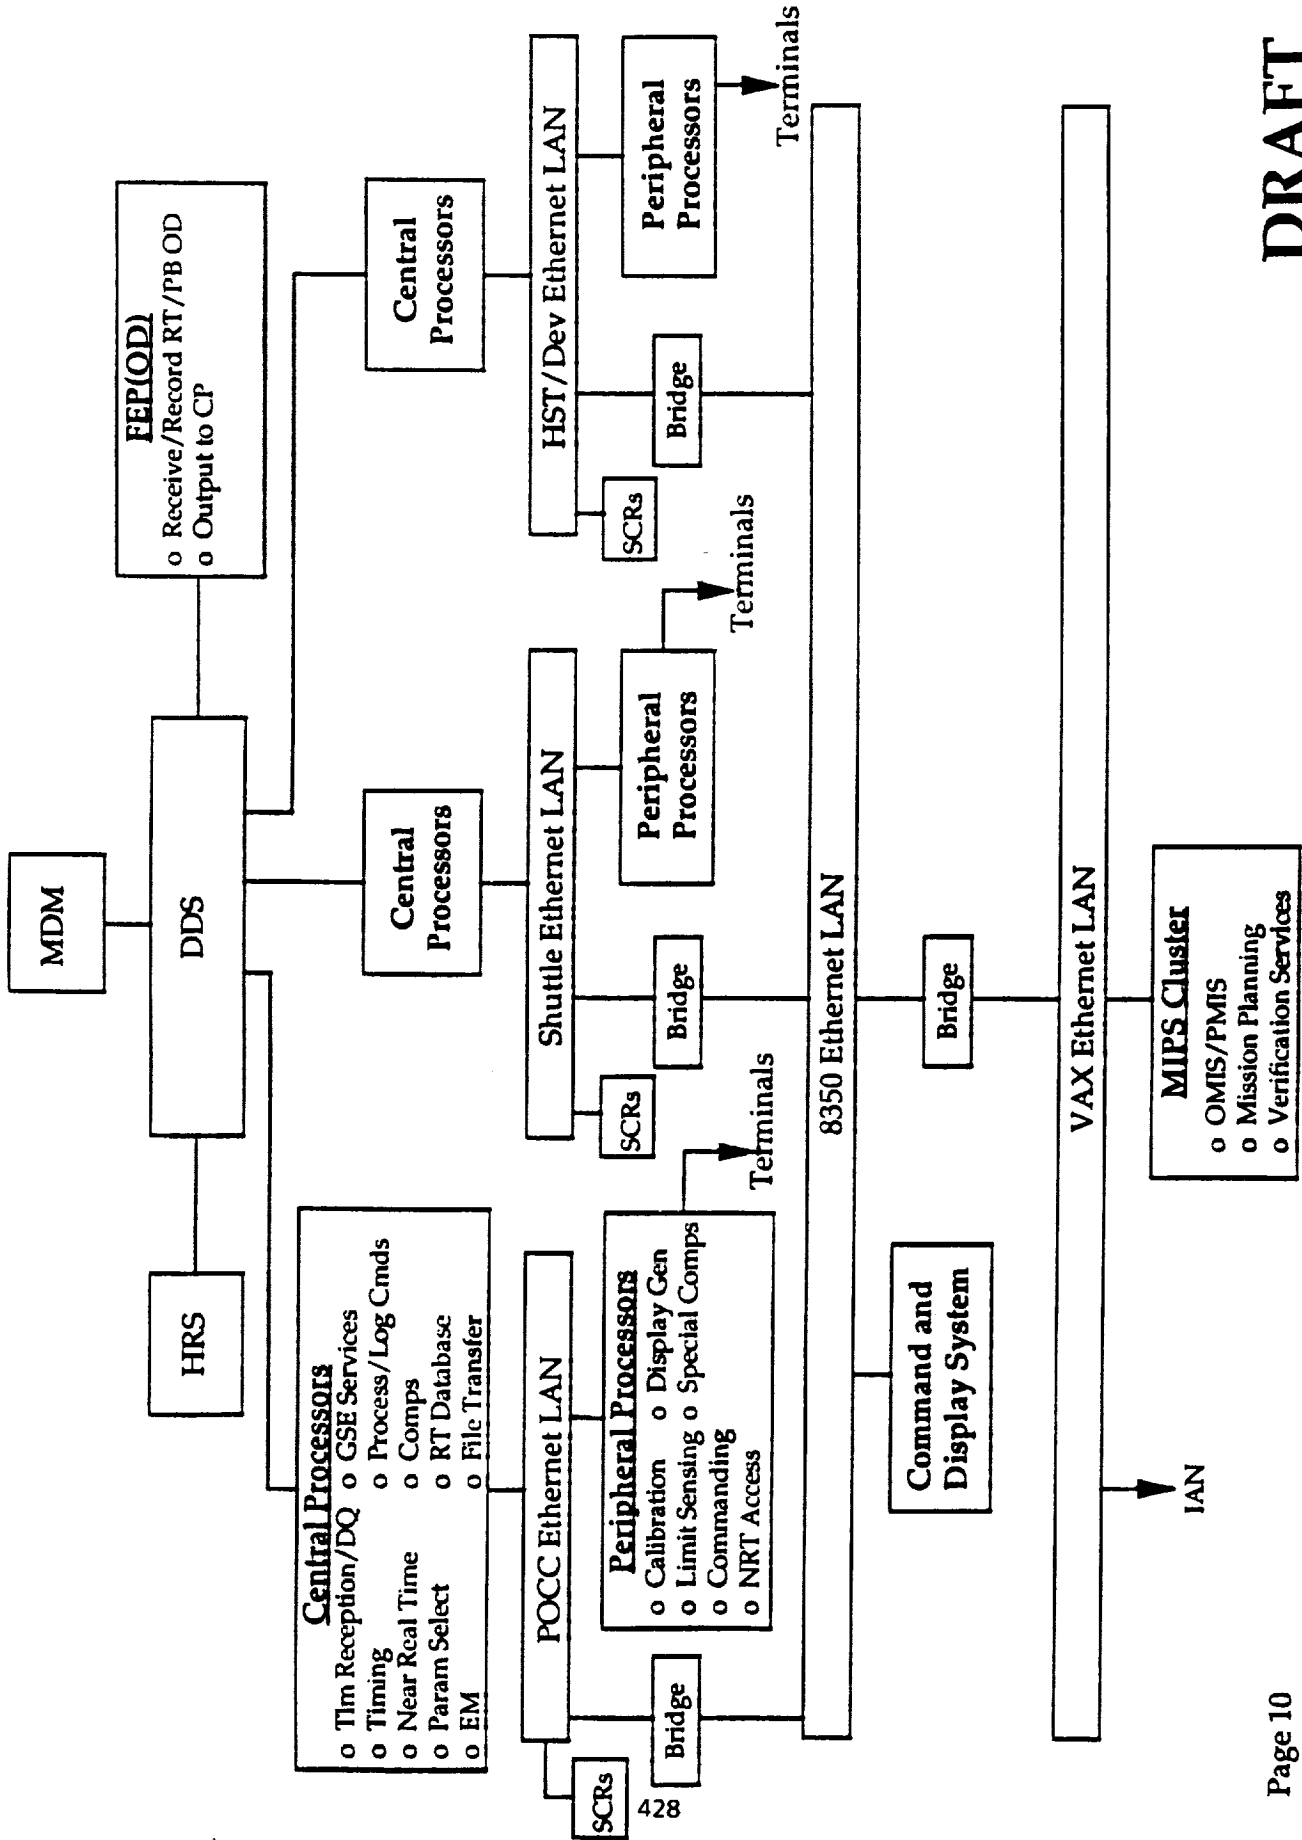 MDM
HRS
DDS
FEP(OD)
o Receive/Record RT/PB OD
o Output to CP
Central Processors
o Tlm Reception/DQ
o Timing
o Near Real Time
o Param Select
o EM
o GSE Services
o Process/Log Cmds
o Comps
o RT Database
o File Transfer
Central
Processors
Central
Processors
POCC Ethernet LAN
Shuttle Ethernet LAN
HST/Dev Ethernet LAN
SCRs
Bridge
Peripheral Processors
o Calibration
o Limit Sensing
o Commanding
o NRT Access
o Display Gen
o Special Comps
Terminals
SCRs
Bridge
Peripheral
Processors
Terminals
SCRs
Bridge
Peripheral
Processors
Terminals
428
8350 Ethernet LAN
Command and
Display System
Bridge
VAX Ethernet LAN
IAN
MIPS Cluster
o OMIS/PMIS
o Mission Planning
o Verification Services
Page 10
DRAFT